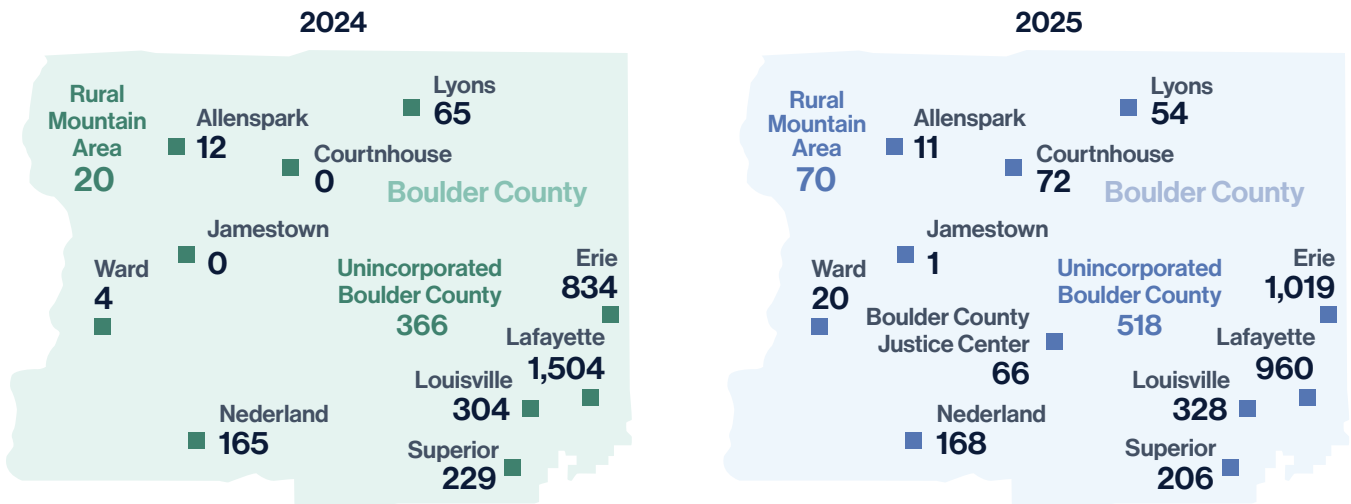 2024
Lyons
65
Rural
Mountain
Area
20
Allenspark
12
Courtnhouse
0
Boulder County
Jamestown
0
Ward
4
Unincorporated
Boulder County
366
Erie
834
Lafayette
1,504
Louisville
304
Nederland
165
Superior
229
2025
Lyons
54
Rural
Mountain
Area
70
Allenspark
11
Courtnhouse
72
Boulder County
Jamestown
1
Ward
20
Unincorporated
Boulder County
518
Erie
1,019
Boulder County
Justice Center
66
Lafayette
960
Louisville
328
Nederland
168
Superior
206